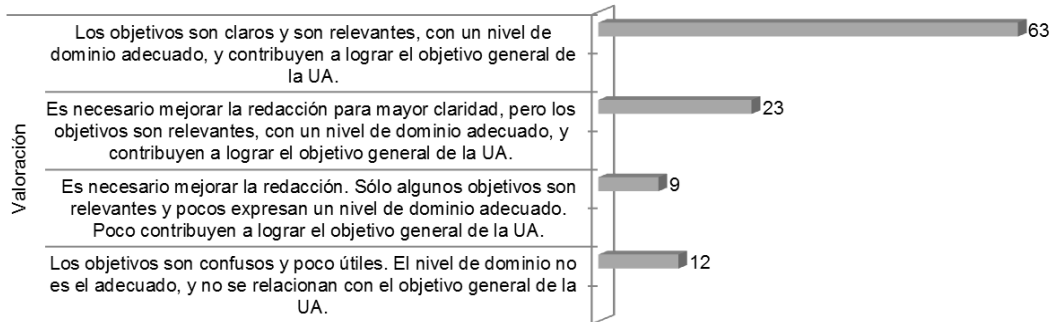 Valoración
Los objetivos son claros y son relevantes, con un nivel de
dominio adecuado, y contribuyen a lograr el objetivo general de
la UA.
63
Es necesario mejorar la redacción para mayor claridad, pero los
objetivos son relevantes, con un nivel de dominio adecuado, y
contribuyen a lograr el objetivo general de la UA.
23
Es necesario mejorar la redacción. Sólo algunos objetivos son
relevantes y pocos expresan un nivel de dominio adecuado.
Poco contribuyen a lograr el objetivo general de la UA.
9
Los objetivos son confusos y poco útiles. El nivel de dominio no
es el adecuado, y no se relacionan con el objetivo general de la
UA.
12